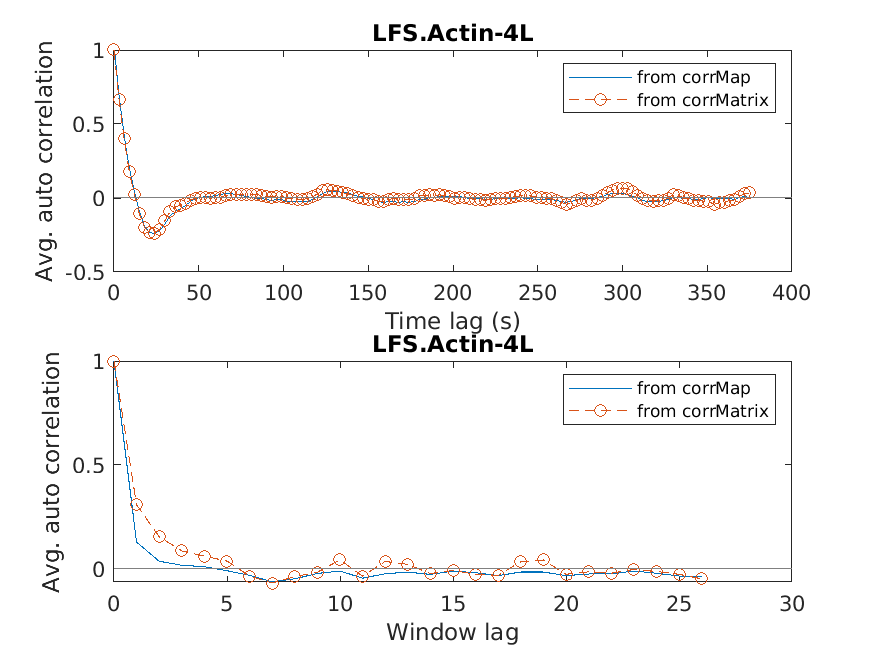 LFS.Actin-4L
Avg. auto correlation
1
0.5
0
-0.5
from corrMap
from corrMatrix
0 50 100 150 200 250 300 350 400
Time lag (s)
LFS.Actin-4L
Avg. auto correlation
1
0.5
0
from corrMap
from corrMatrix
0 5 10 15 20 25 30
Window lag